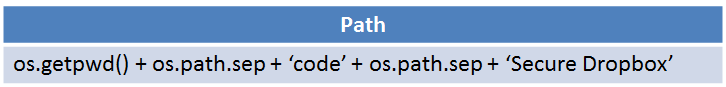 Path
os.getpwd() + os.path.sep + ‘code’ + os.path.sep + ‘Secure Dropbox’